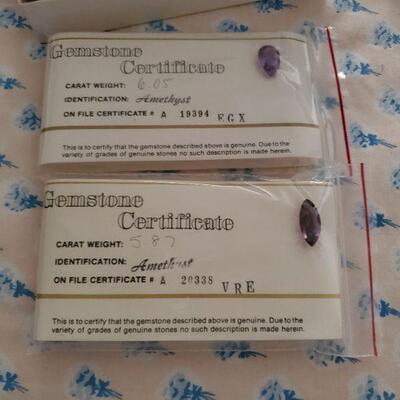 Gemstone
Certificate
CARAT WEIGHT: 6.05
IDENTIFICATION: Amethyst
ON FILE CERTIFICATE # A 19394 EGX
This is to certify that the gemstone described above is genuine. Due to the
variety of grades of genuine stones no such description is made herein.
Gemstone
Certificate
CARAT WEIGHT: 5.87
IDENTIFICATION: Amethyst
ON FILE CERTIFICATE # A 20338 VRE
This is to certify that the gemstone described above is genuine. Due to the
variety of grades of genuine stones no such description is made herein.